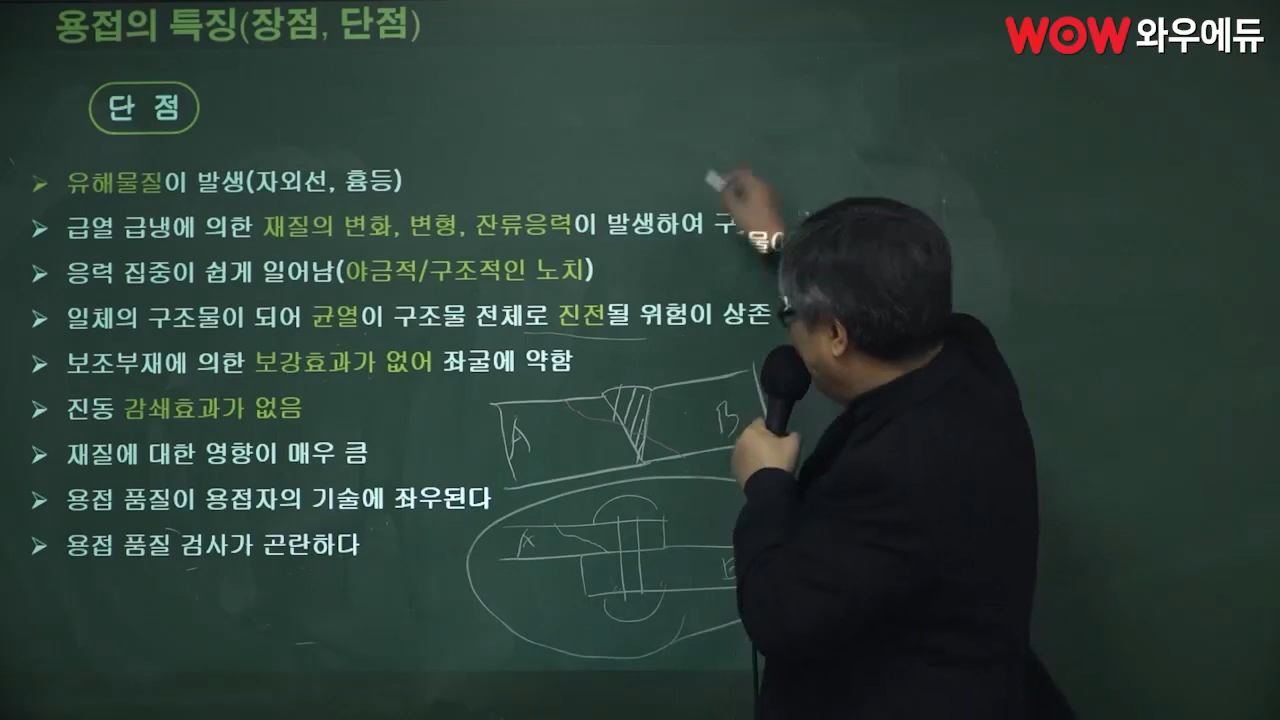 용접의 특징(장점, 단점)
WOW 와우에듀
단 점
➢ 유해물질이 발생(자외선, 흄등)
➢ 급열 급냉에 의한 재질의 변화, 변형, 잔류응력이 발생하여 구
➢ 응력 집중이 쉽게 일어남(야금적/구조적인 노치)
➢ 일체의 구조물이 되어 균열이 구조물 전체로 진전될 위험이 상존
➢ 보조부재에 의한 보강효과가 없어 좌굴에 약함
➢ 진동 감쇄효과가 없음
➢ 재질에 대한 영향이 매우 큼
➢ 용접 품질이 용접자의 기술에 좌우된다
➢ 용접 품질 검사가 곤란하다
A
B
A